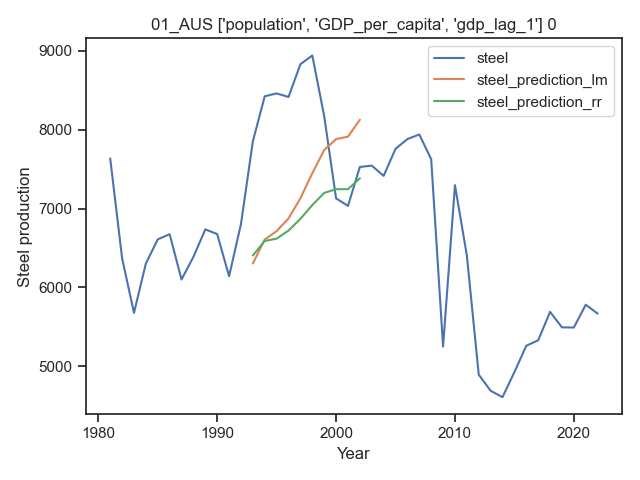 01_AUS ['population', 'GDP_per_capita', 'gdp_lag_1'] 0
steel
steel_prediction_lm
steel_prediction_rr
Steel production
9000
8000
7000
6000
5000
1980 1990 2000 2010 2020
Year